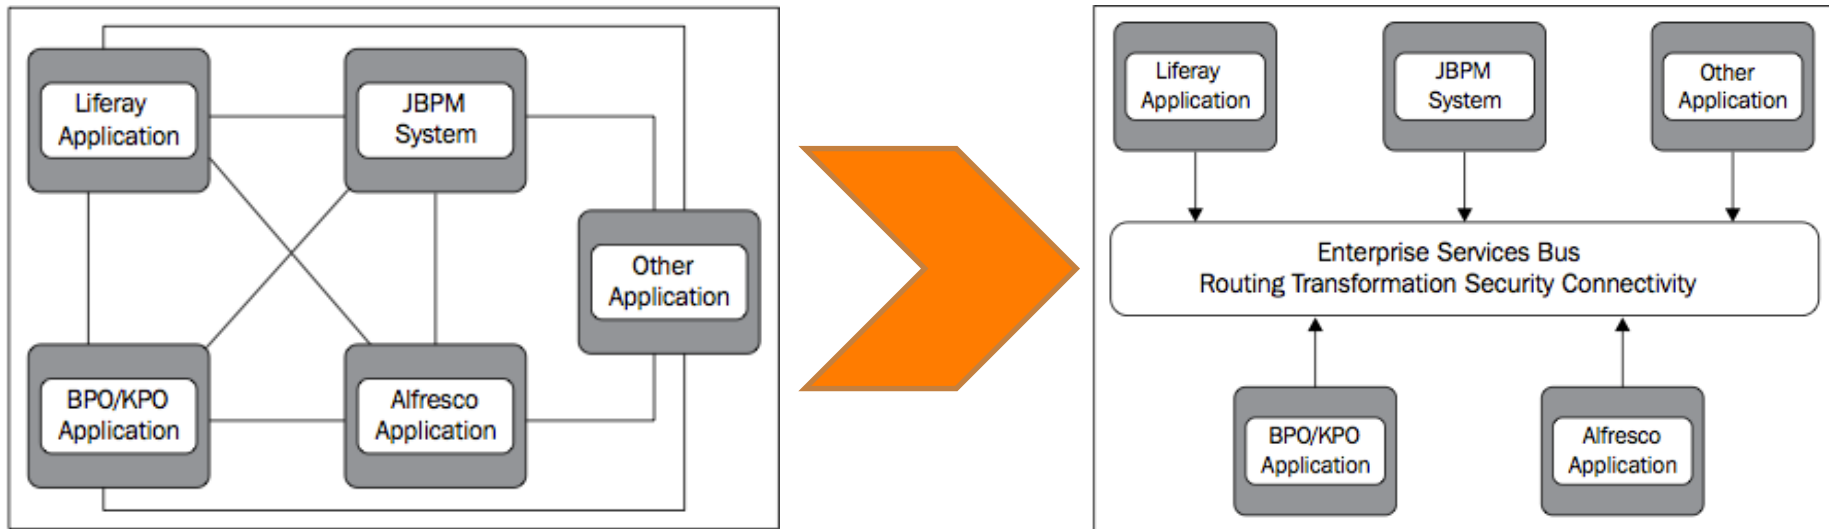 Liferay
Application
JBPM
System
Other
Application
BPO/KPO
Application
Alfresco
Application
Liferay
Application
JBPM
System
Other
Application
Enterprise Services Bus
Routing Transformation Security Connectivity
BPO/KPO
Application
Alfresco
Application